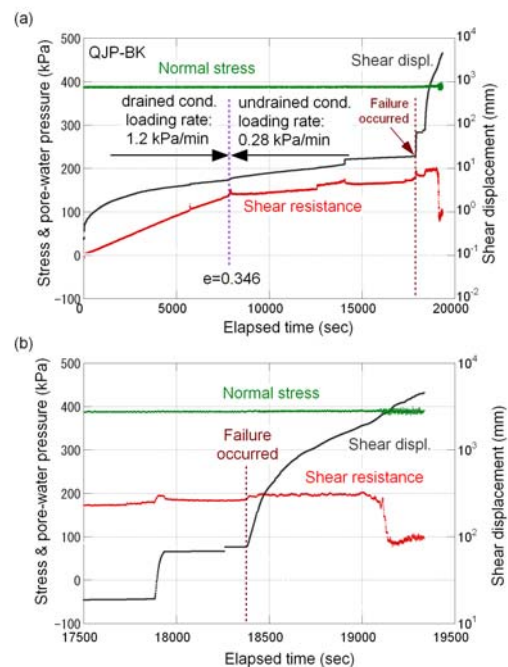 (a)
500
400
300
200
100
0
-100
Stress & pore-water pressure (kPa)
QJP-BK
Normal stress
Shear displ.
drained cond.
loading rate:
1.2 kPa/min
undrained cond.
loading rate:
0.28 kPa/min
Failure
occurred
Shear resistance
e=0.346
10^4
10^3
10^2
10^1
10^0
10^-1
10^-2
Shear displacement (mm)
0 5000 10000 15000 20000
Elapsed time (sec)
(b)
500
400
300
200
100
0
-100
Stress & pore-water pressure (kPa)
Normal stress
Failure
occurred
Shear displ.
Shear resistance
10^4
10^3
10^2
10^1
Shear displacement (mm)
17500 18000 18500 19000 19500
Elapsed time (sec)